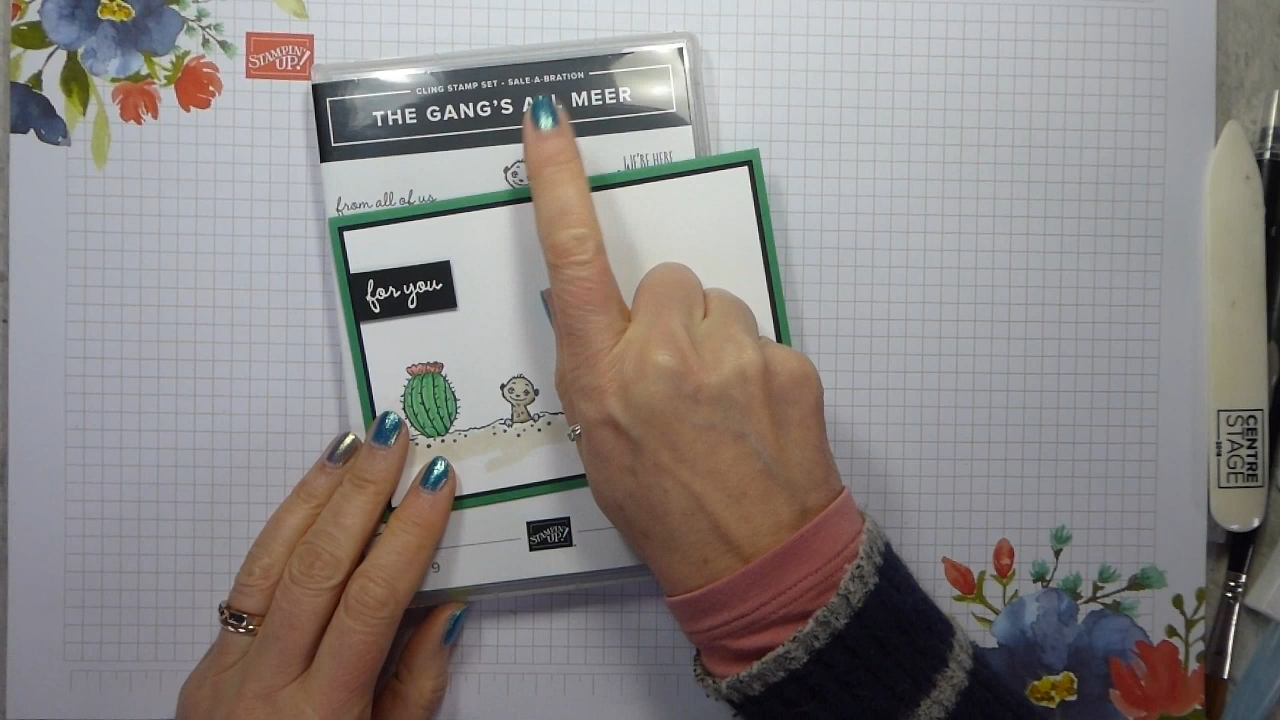 STAMPIN' UP!
CLING STAMP SET • SALE-A-BRATION
THE GANG'S ALL MEER
WE'RE HERE
from all of us
for you
STAMPIN' UP!
9
CENTRE
STAGE